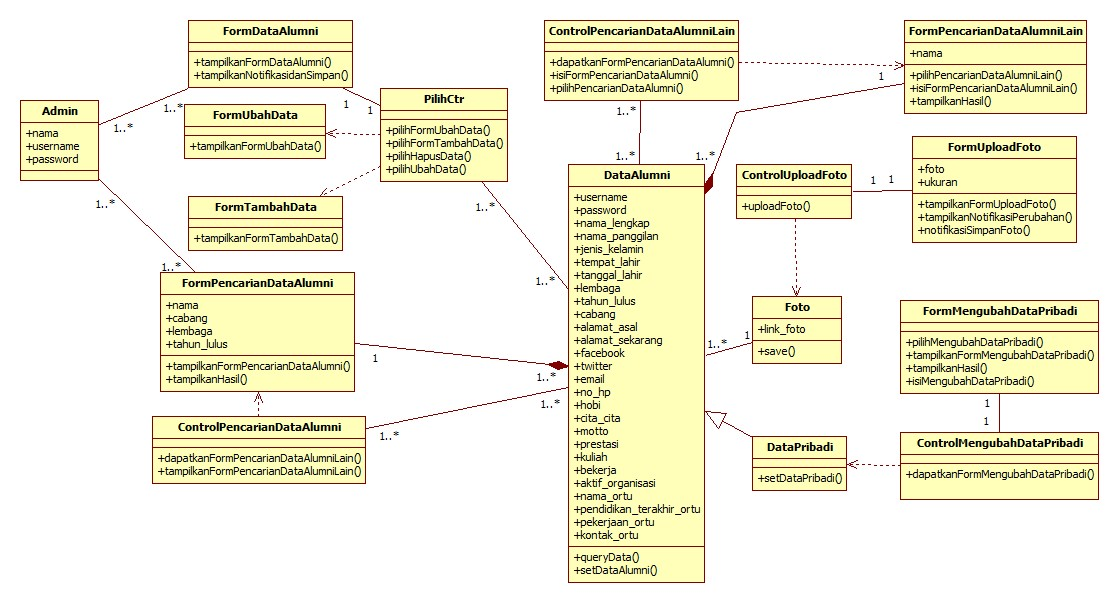 FormDataAlumni
+tampilkanFormDataAlumni()
+tampilkanNotifikasidanSimpan()
ControlPencarianDataAlumniLain
+dapatkanFormPencarianDataAlumni()
+isiFormPencarianDataAlumni()
+pilihPencarianDataAlumni()
FormPencarianDataAlumniLain
+nama
+pilihPencarianDataAlumniLain()
+isiFormPencarianDataAlumniLain()
+tampilkanHasil()
Admin
+nama
+username
+password
FormUbahData
+tampilkanFormUbahData()
PilihCtr
+pilihFormUbahData()
+pilihFormTambahData()
+pilihHapusData()
+pilihUbahData()
FormTambahData
+tampilkanFormTambahData()
DataAlumni
+username
+password
+nama_lengkap
+nama_panggilan
+jenis_kelamin
+tempat_lahir
+tanggal_lahir
+lembaga
+tahun_lulus
+cabang
+alamat_asal
+alamat_sekarang
+facebook
+twitter
+email
+no_hp
+hobi
+cita_cita
+motto
+prestasi
+kuliah
+bekerja
+aktif_organisasi
+nama_ortu
+pendidikan_terakhir_ortu
+pekerjaan_ortu
+kontak_ortu
+queryData()
+setDataAlumni()
ControlUploadFoto
+uploadFoto()
FormUploadFoto
+foto
+ukuran
+tampilkanFormUploadFoto()
+tampilkanNotifikasiPerubahan()
+notifikasiSimpanFoto()
FormPencarianDataAlumni
+nama
+cabang
+lembaga
+tahun_lulus
+tampilkanFormPencarianDataAlumni()
+tampilkanHasil()
Foto
+link_foto
+save()
FormMengubahDataPribadi
+pilihMengubahDataPribadi()
+tampilkanFormMengubahDataPribadi()
+tampilkanHasil()
+isiMengubahDataPribadi()
ControlPencarianDataAlumni
+dapatkanFormPencarianDataAlumniLain()
+tampilkanFormPencarianDataAlumniLain()
DataPribadi
+setDataPribadi()
ControlMengubahDataPribadi
+dapatkanFormMengubahDataPribadi()
1..*
1..*
1
1
1..*
1..*
1
1..*
1
1
1..*
1..*
1..*
1..*
1..*
1
1
1..*
1..*
1..*
1
1